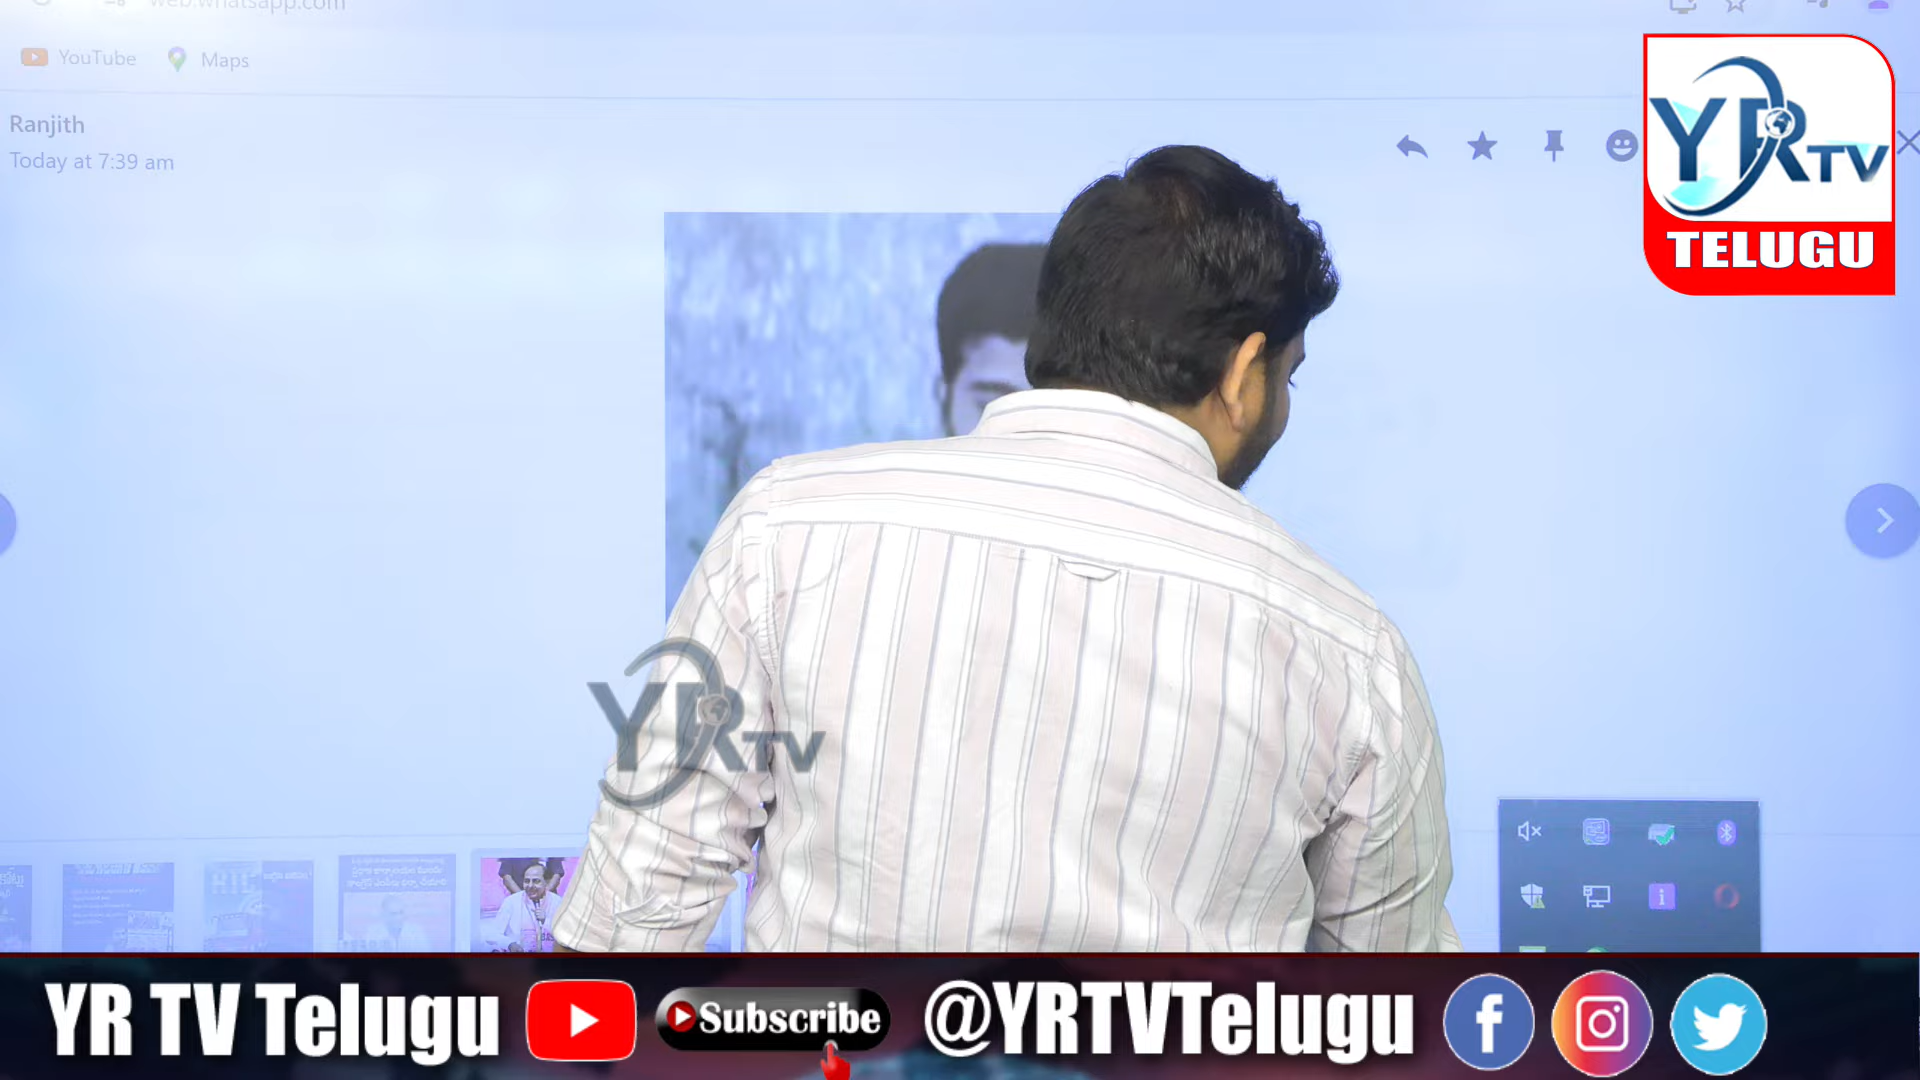 web.whatsapp.com
YouTube
Maps
Ranjith
Today at 7:39 am
YRTV
TELUGU
YRTV
YR TV Telugu
Subscribe
@YRTVTelugu